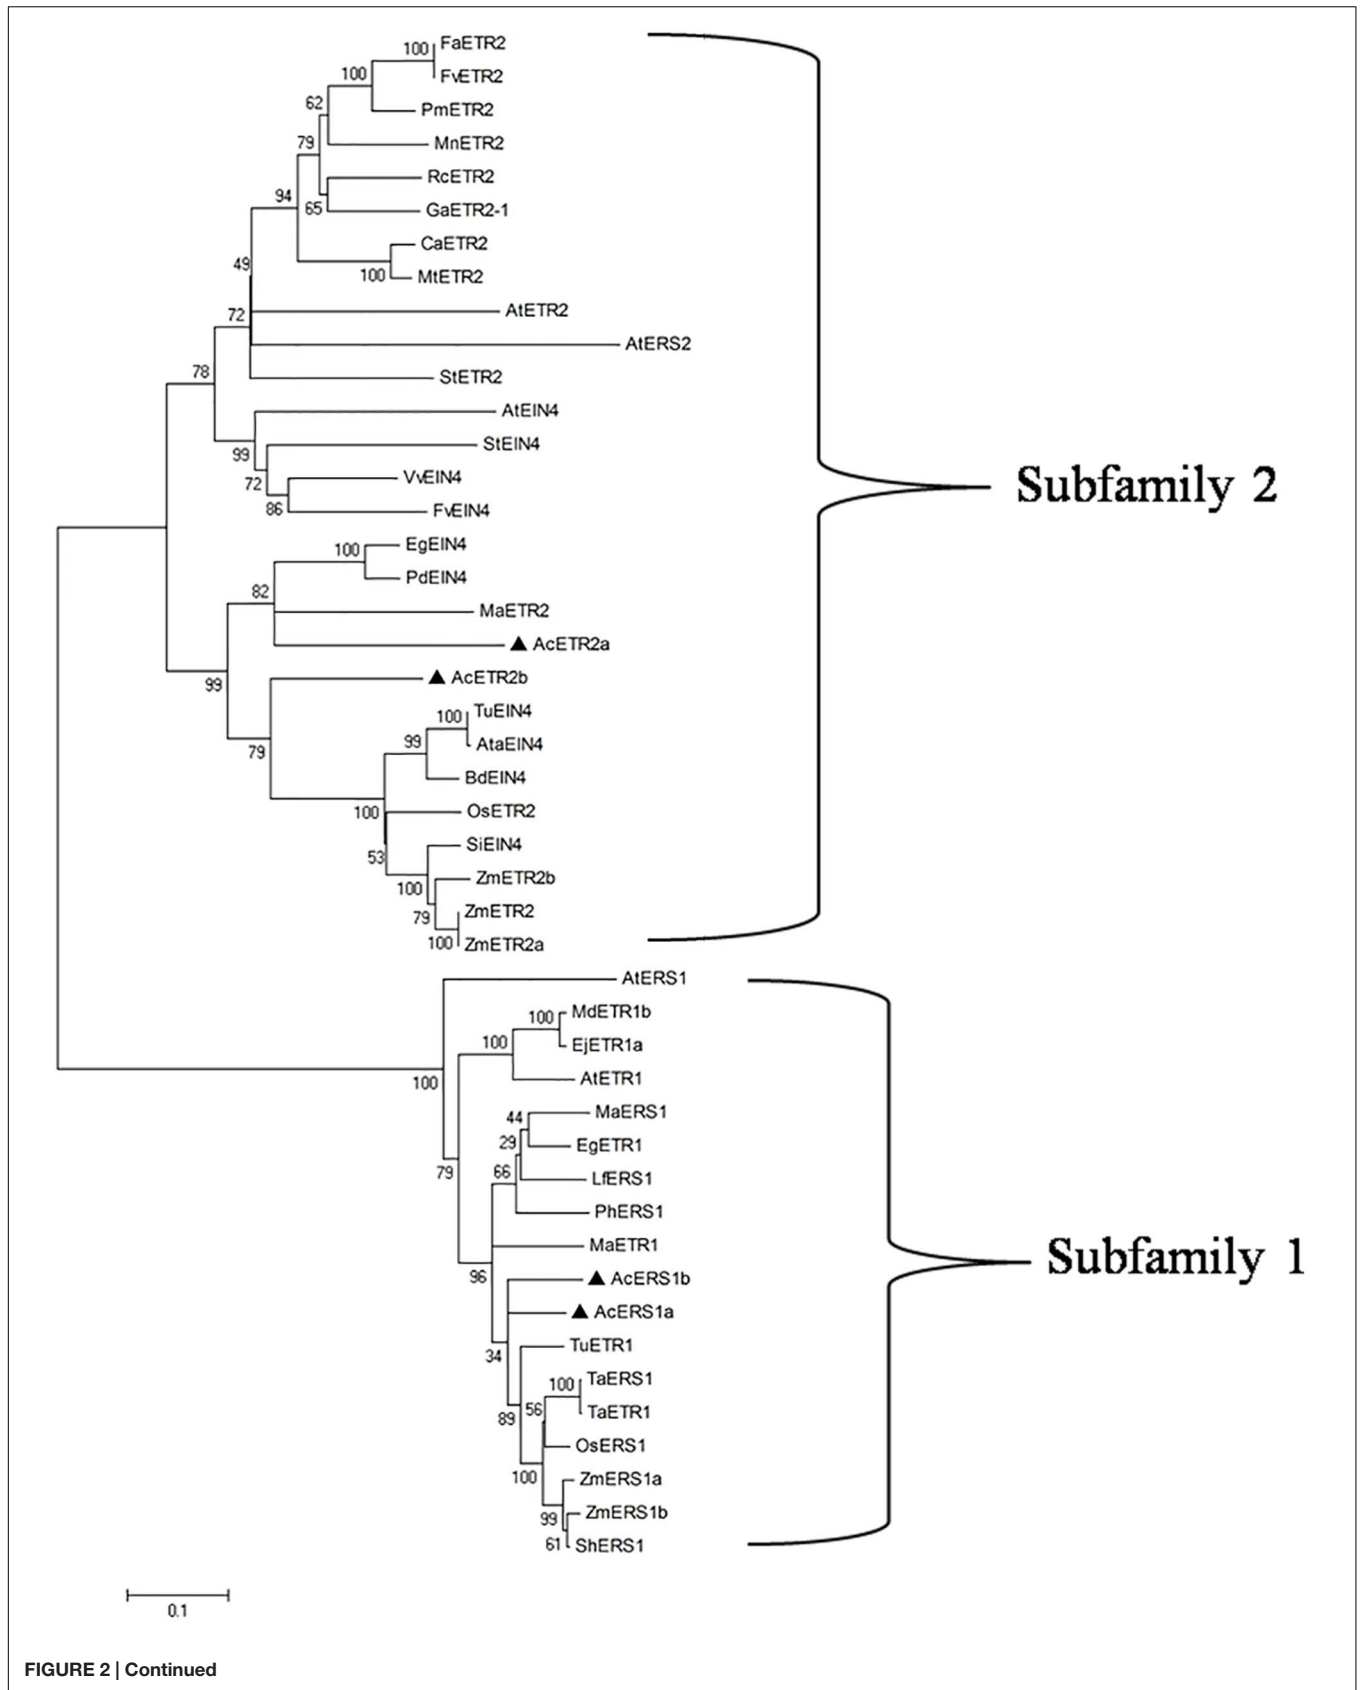 100 FaETR2
100 FvETR2
62 PmETR2
79 MnETR2
94 RcETR2
65 GaETR2-1
CaETR2
49 100 MtETR2
72 AtETR2
AtERS2
78 StETR2
AtEIN4
99 StEIN4
72 VvEIN4
86 FvEIN4
Subfamily 2
100 EgEIN4
PdEIN4
82 MaETR2
▲ AcETR2a
99 ▲ AcETR2b
100 TuEIN4
79 99 AtaEIN4
BdEIN4
100 OsETR2
53 SiEIN4
100 ZmETR2b
79 ZmETR2
100 ZmETR2a
AtERS1
100 MdETR1b
100 EjETR1a
100 AtETR1
44 MaERS1
29 EgETR1
79 66 LfERS1
PhERS1
MaETR1
96 ▲ AcERS1b
▲ AcERS1a
Subfamily 1
34 TuETR1
100 TaERS1
89 56 TaETR1
OsERS1
100 ZmERS1a
99 ZmERS1b
61 ShERS1
0.1
FIGURE 2 | Continued